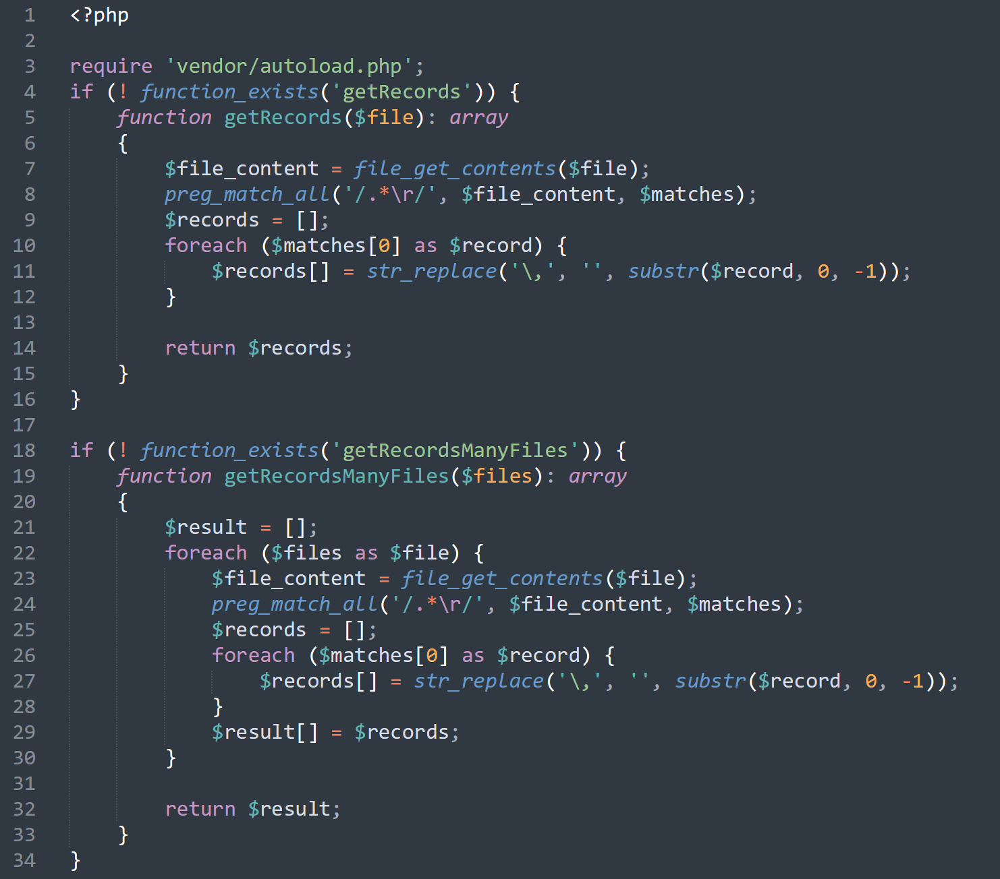 1 <?php
2
3 require 'vendor/autoload.php';
4 if (! function_exists('getRecords')) {
5     function getRecords($file): array
6     {
7         $file_content = file_get_contents($file);
8         preg_match_all('/.*\r/', $file_content, $matches);
9         $records = [];
10         foreach ($matches[0] as $record) {
11             $records[] = str_replace('\,', '', substr($record, 0, -1));
12         }
13
14         return $records;
15     }
16 }
17
18 if (! function_exists('getRecordsManyFiles')) {
19     function getRecordsManyFiles($files): array
20     {
21         $result = [];
22         foreach ($files as $file) {
23             $file_content = file_get_contents($file);
24             preg_match_all('/.*\r/', $file_content, $matches);
25             $records = [];
26             foreach ($matches[0] as $record) {
27                 $records[] = str_replace('\,', '', substr($record, 0, -1));
28             }
29             $result[] = $records;
30         }
31
32         return $result;
33     }
34 }